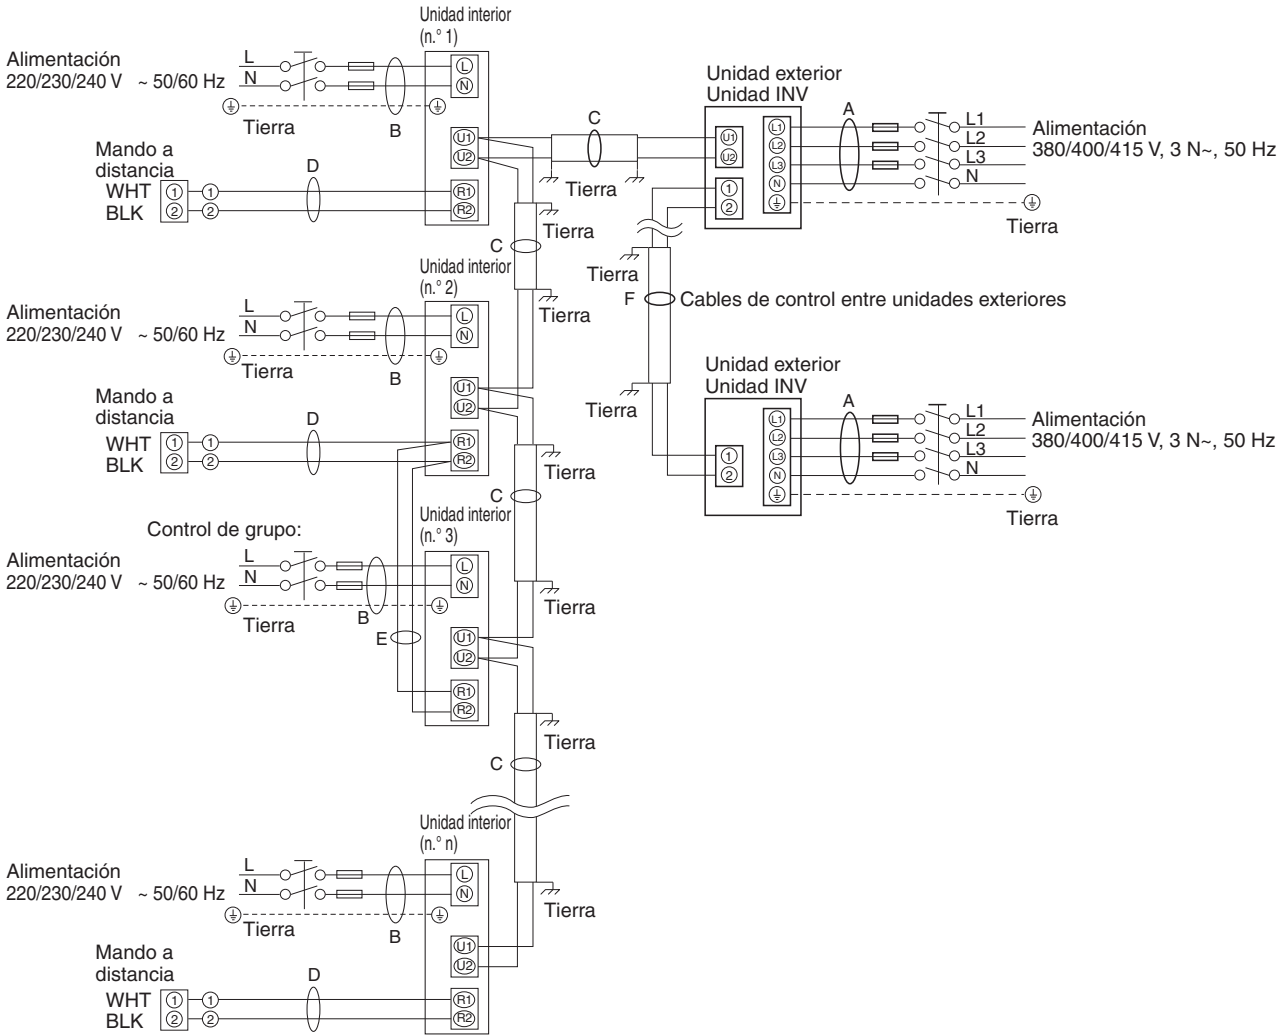 Unidad interior
(n.° 1)
Alimentación
220/230/240 V ~ 50/60 Hz
L
N
Tierra
B
L
N
U1
U2
R1
R2
Mando a
distancia
WHT
BLK
1
2
1
2
D
C
Tierra
Tierra
C
Tierra
Unidad exterior
Unidad INV
U1
U2
1
2
L1
L2
L3
N
A
L1
L2
L3
N
Alimentación
380/400/415 V, 3 N~, 50 Hz
Tierra
Tierra
F
Cables de control entre unidades exteriores
Tierra
Unidad exterior
Unidad INV
1
2
L1
L2
L3
N
A
L1
L2
L3
N
Alimentación
380/400/415 V, 3 N~, 50 Hz
Tierra
Unidad interior
(n.° 2)
Alimentación
220/230/240 V ~ 50/60 Hz
L
N
Tierra
B
L
N
U1
U2
R1
R2
Mando a
distancia
WHT
BLK
1
2
1
2
D
Tierra
C
Tierra
Control de grupo:
Unidad interior
(n.° 3)
Alimentación
220/230/240 V ~ 50/60 Hz
L
N
Tierra
B
E
L
N
U1
U2
R1
R2
Tierra
C
Tierra
Unidad interior
(n.° n)
Alimentación
220/230/240 V ~ 50/60 Hz
L
N
Tierra
B
L
N
U1
U2
R1
R2
Mando a
distancia
WHT
BLK
1
2
1
2
D